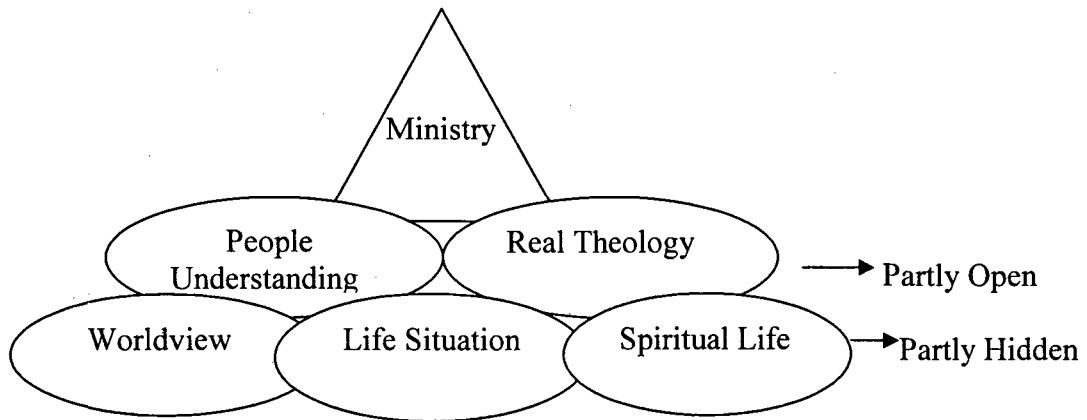 Ministry
People
Understanding
Real Theology
Partly Open
Worldview
Life Situation
Spiritual Life
Partly Hidden